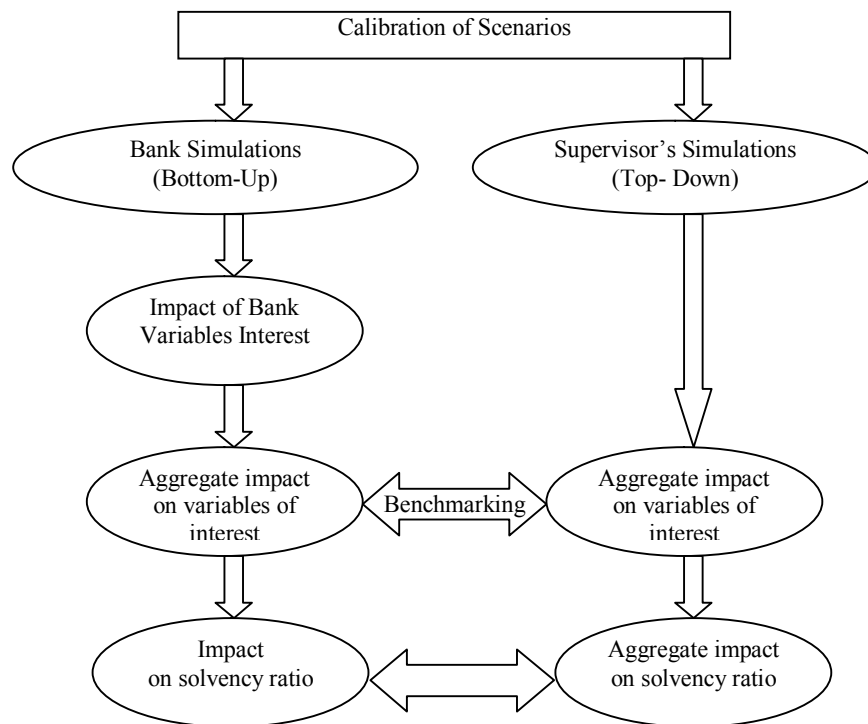 Calibration of Scenarios
Bank Simulations
(Bottom-Up)
Supervisor’s Simulations
(Top- Down)
Impact of Bank
Variables Interest
Aggregate impact
on variables of
interest
Benchmarking
Aggregate impact
on variables of
interest
Impact
on solvency ratio
Aggregate impact
on solvency ratio